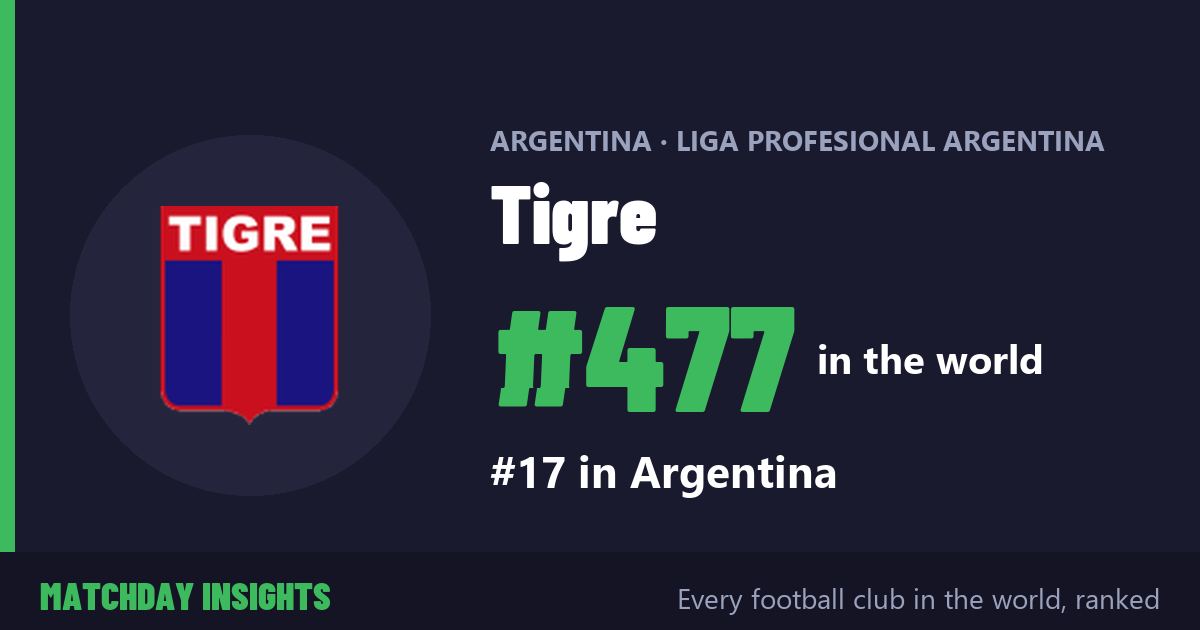 TIGRE
ARGENTINA · LIGA PROFESIONAL ARGENTINA
Tigre
#477 in the world
#17 in Argentina
MATCHDAY INSIGHTS
Every football club in the world, ranked